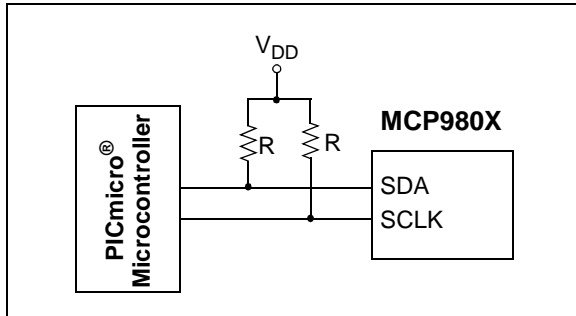 VDD
R
R
MCP980X
PICmicro®
Microcontroller
SDA
SCLK